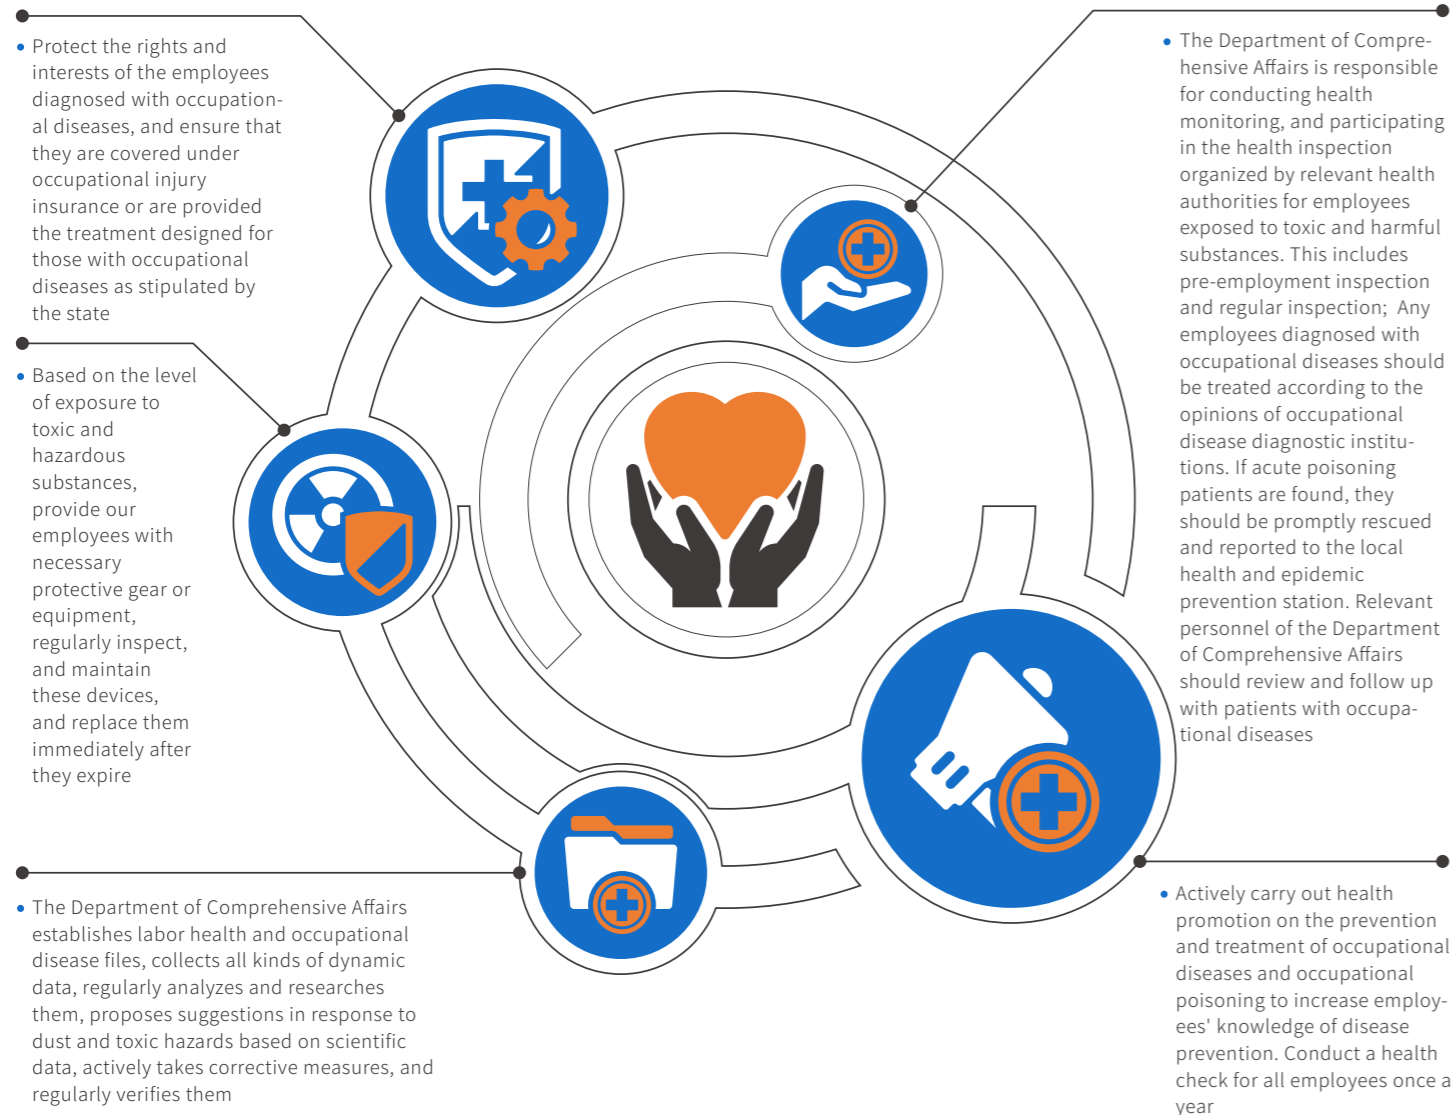 Protect the rights and
interests of the employees
diagnosed with occupation-
al diseases, and ensure that
they are covered under
occupational injury
insurance or are provided
the treatment designed for
those with occupational
diseases as stipulated by
the state
Based on the level
of exposure to
toxic and
hazardous
substances,
provide our
employees with
necessary
protective gear or
equipment,
regularly inspect,
and maintain
these devices,
and replace them
immediately after
they expire
The Department of Comprehensive Affairs
establishes labor health and occupational
disease files, collects all kinds of dynamic
data, regularly analyzes and researches
them, proposes suggestions in response to
dust and toxic hazards based on scientific
data, actively takes corrective measures, and
regularly verifies them
The Department of Compre-
hensive Affairs is responsible
for conducting health
monitoring, and participating
in the health inspection
organized by relevant health
authorities for employees
exposed to toxic and harmful
substances. This includes
pre-employment inspection
and regular inspection;  Any
employees diagnosed with
occupational diseases should
be treated according to the
opinions of occupational
disease diagnostic institu-
tions. If acute poisoning
patients are found, they
should be promptly rescued
and reported to the local
health and epidemic
prevention station. Relevant
personnel of the Department
of Comprehensive Affairs
should review and follow up
with patients with occupa-
tional diseases
Actively carry out health
promotion on the prevention
and treatment of occupational
diseases and occupational
poisoning to increase employ-
ees' knowledge of disease
prevention. Conduct a health
check for all employees once a
year